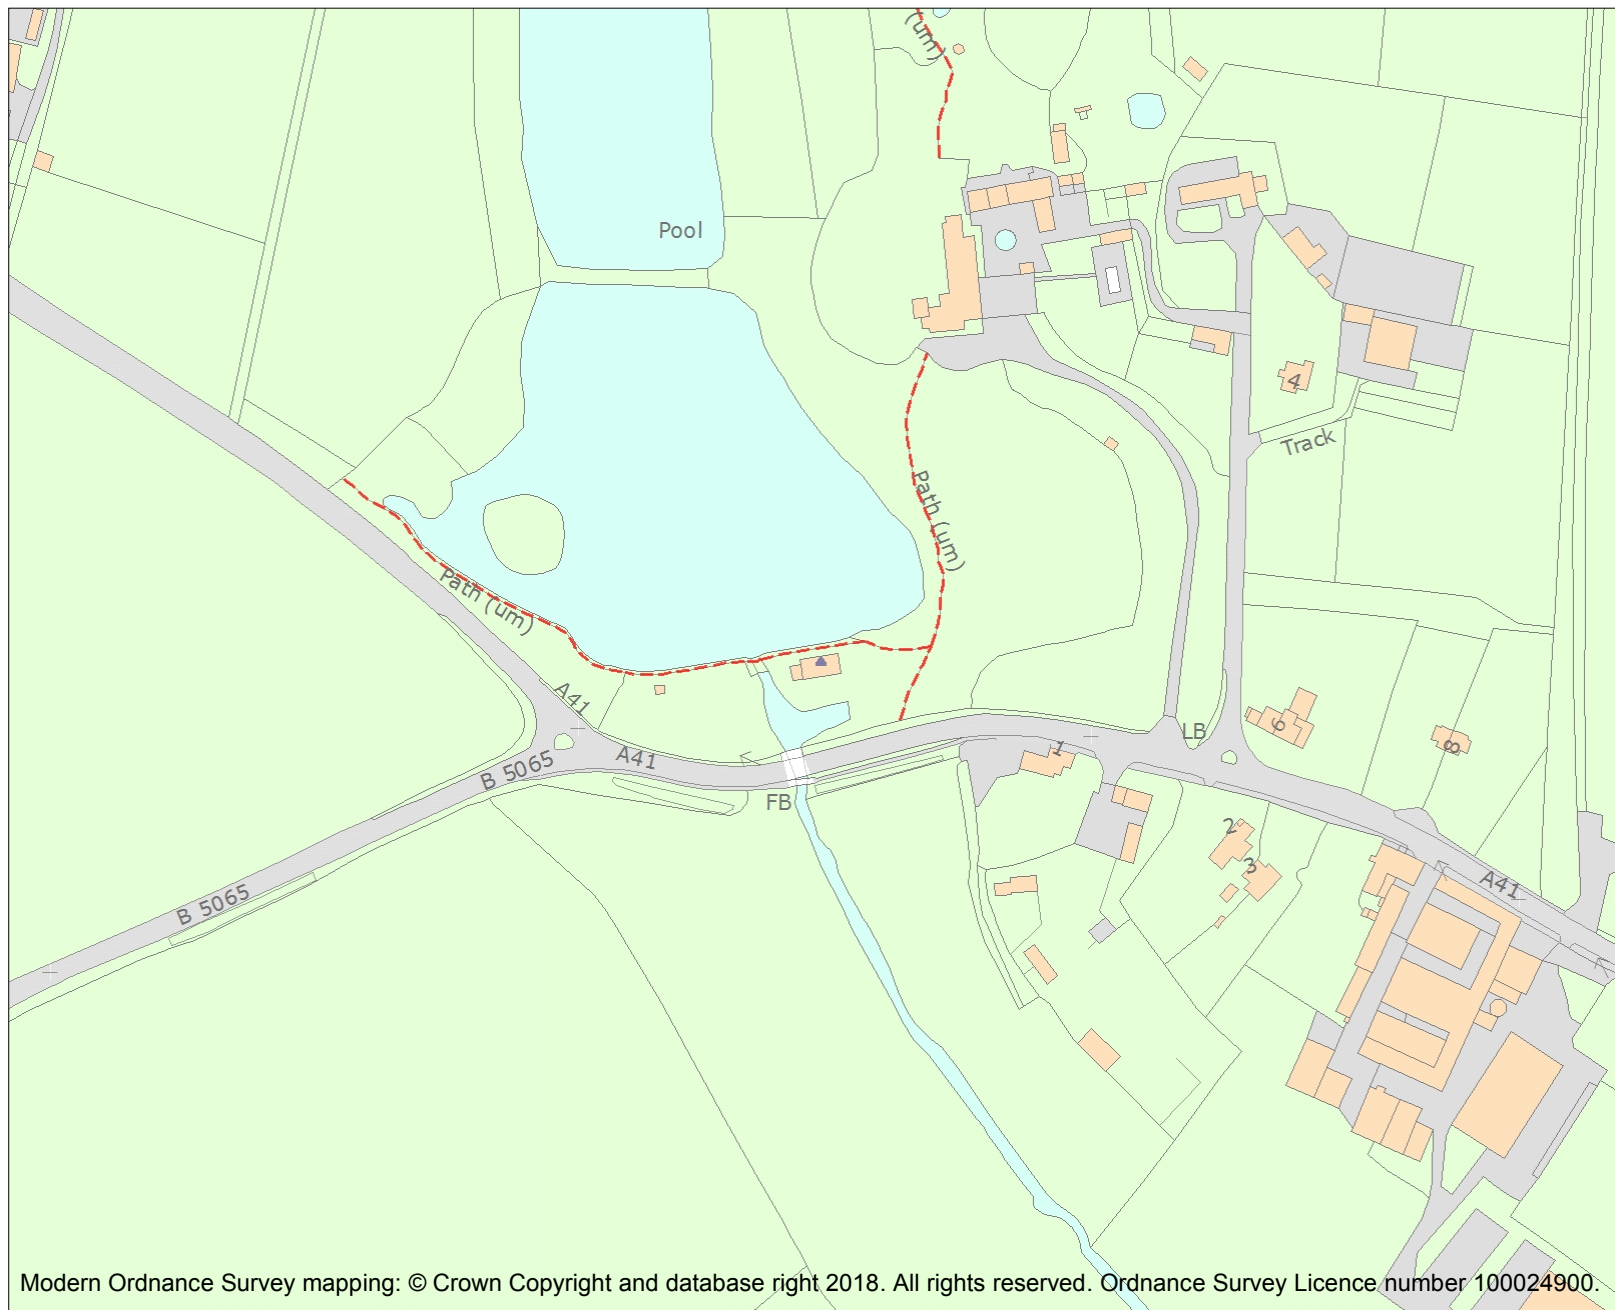 (um)
Pool
4
Track
Path (um)
Path (um)
A41
A41
B 5065
LB
6
8
1
FB
2
3
A41
B 5065
Modern Ordnance Survey mapping: © Crown Copyright and database right 2018. All rights reserved. Ordnance Survey Licence number 100024900.